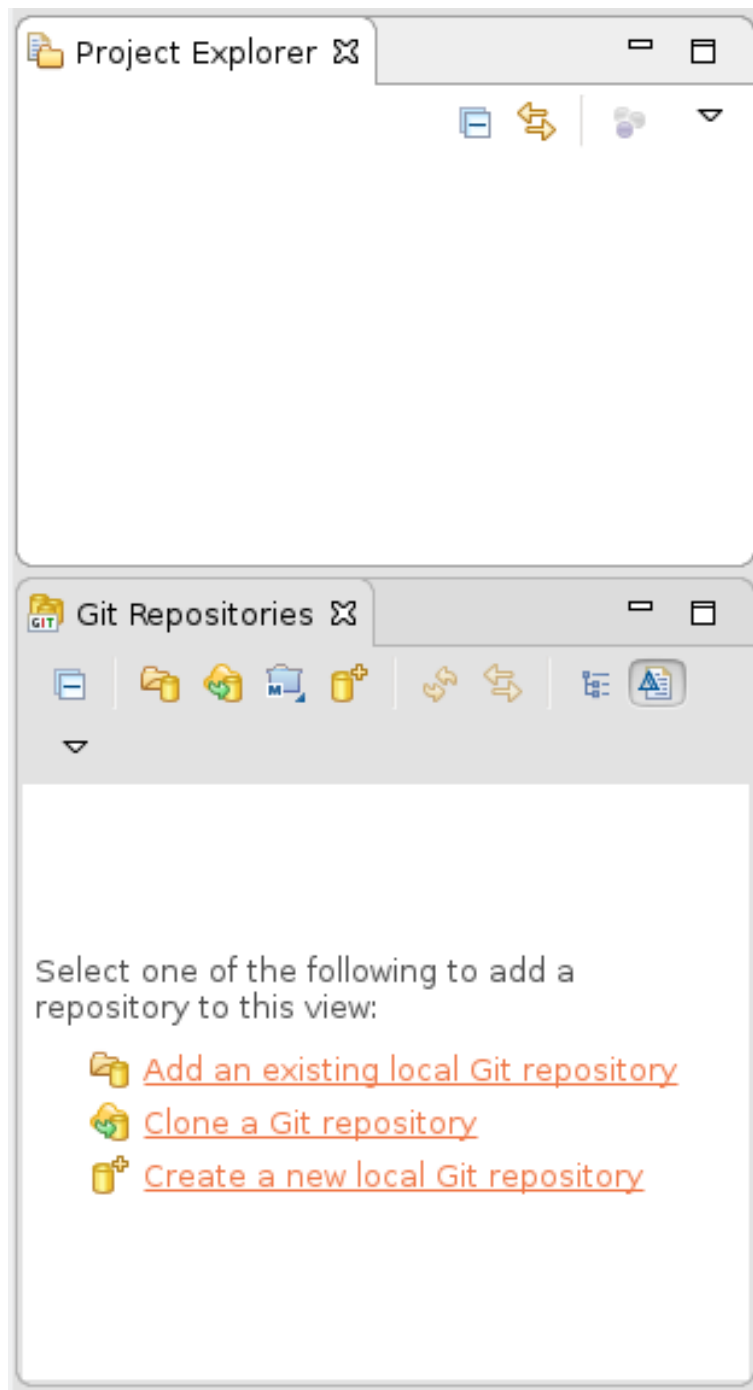 Project Explorer
GIT Git Repositories
M
Select one of the following to add a
repository to this view:
Add an existing local Git repository
Clone a Git repository
Create a new local Git repository